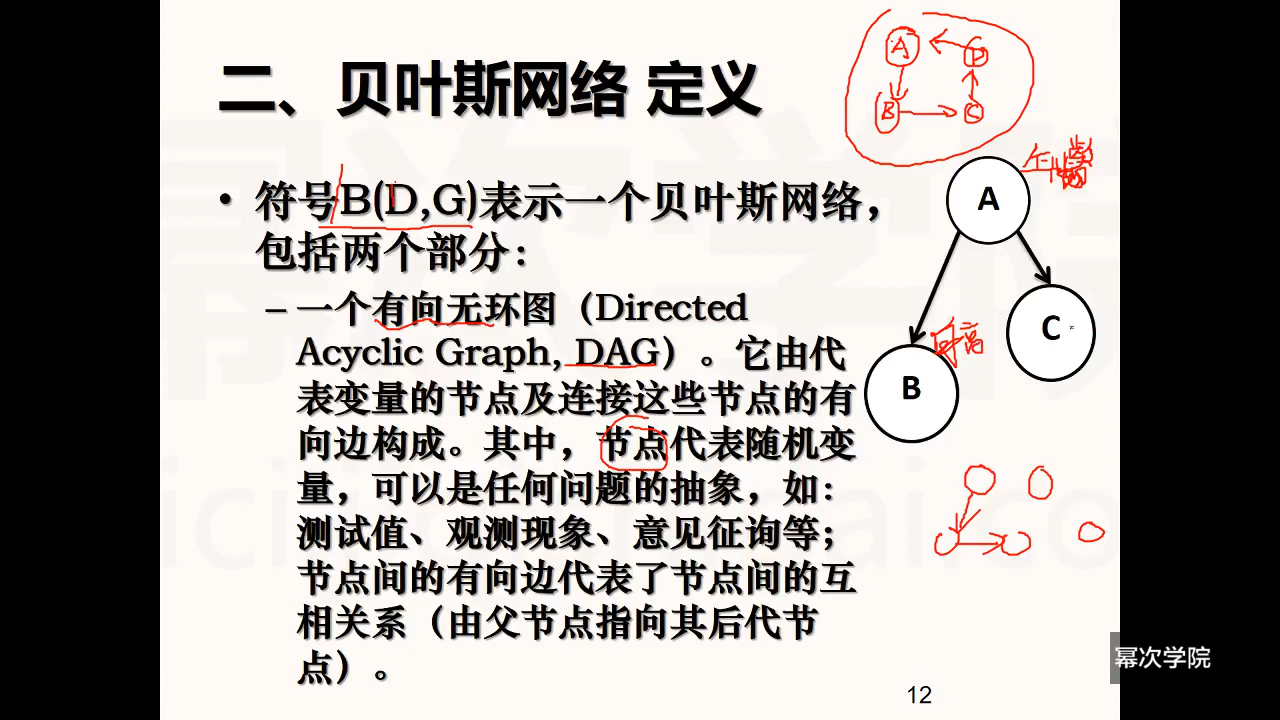 二、贝叶斯网络 定义
• 符号B(D,G)表示一个贝叶斯网络，
包括两个部分：
– 一个有向无环图（Directed
Acyclic Graph, DAG）。它由代
表变量的节点及连接这些节点的有
向边构成。其中，节点代表随机变
量，可以是任何问题的抽象，如：
测试值、观测现象、意见征询等；
节点间的有向边代表了节点间的互
相关系（由父节点指向其后代节
点）。
A
D
B
C
A
B
C
幂次学院
12